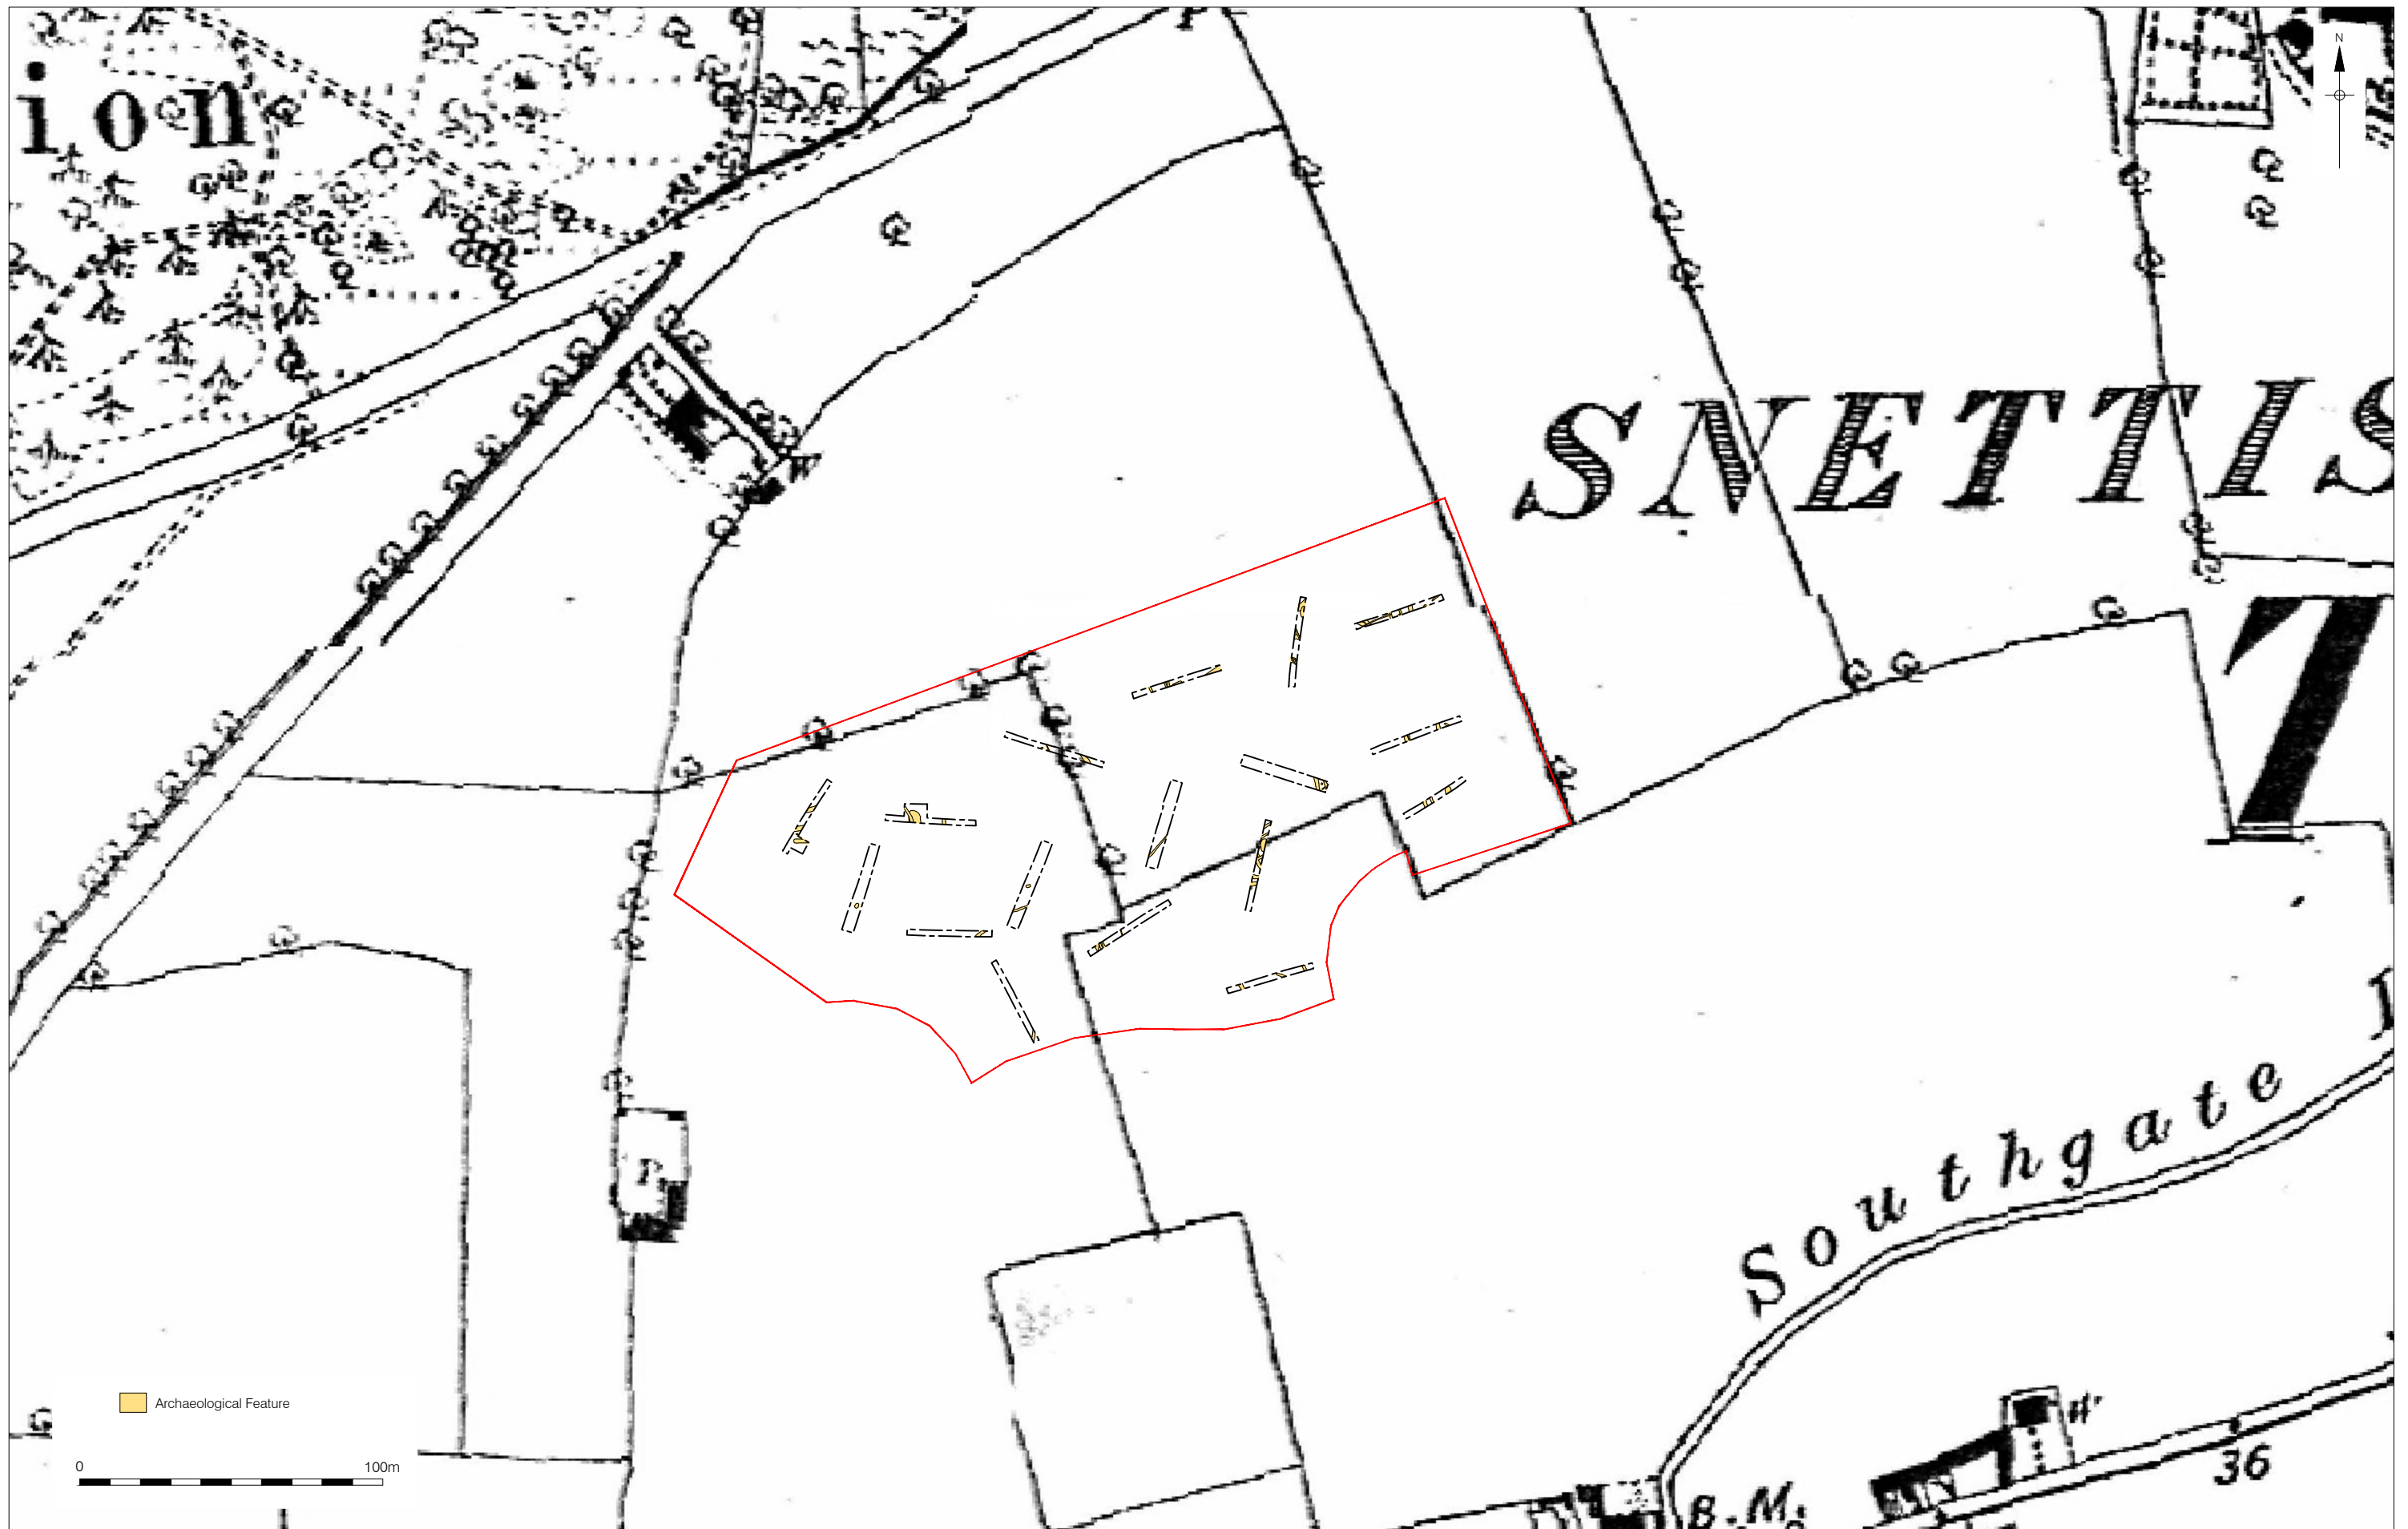 N
ion
W
SNETTIS
T
Southgate
Archaeological Feature
0 100m
W
36
B.M.